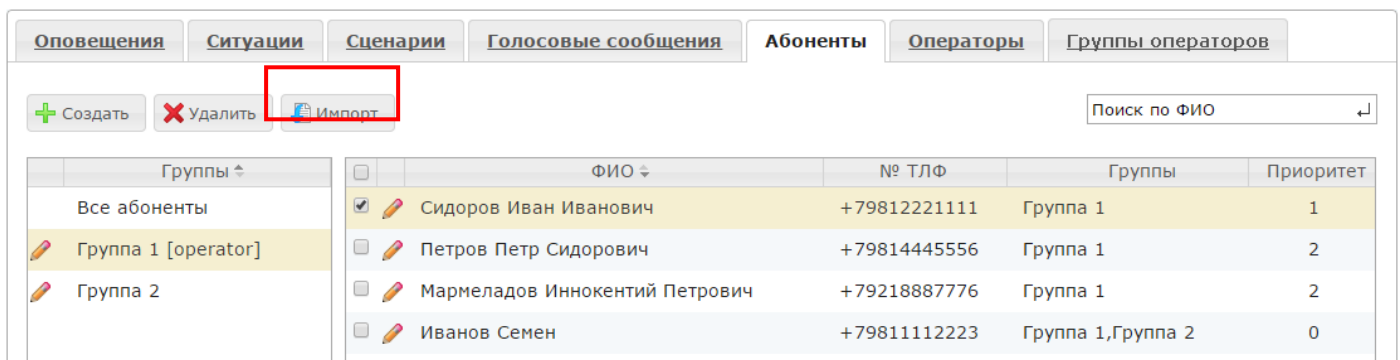 Оповещения Ситуации Сценарии Голосовые сообщения Абоненты Операторы Группы операторов
Создать Удалить Импорт Поиск по ФИО
Группы ФИО № ТЛФ Группы Приоритет
Все абоненты Сидоров Иван Иванович +79812221111 Группа 1 1
Группа 1 [operator] Петров Петр Сидорович +79814445556 Группа 1 2
Группа 2 Мармеладов Иннокентий Петрович +79218887776 Группа 1 2
Иванов Семен +79811112223 Группа 1,Группа 2 0